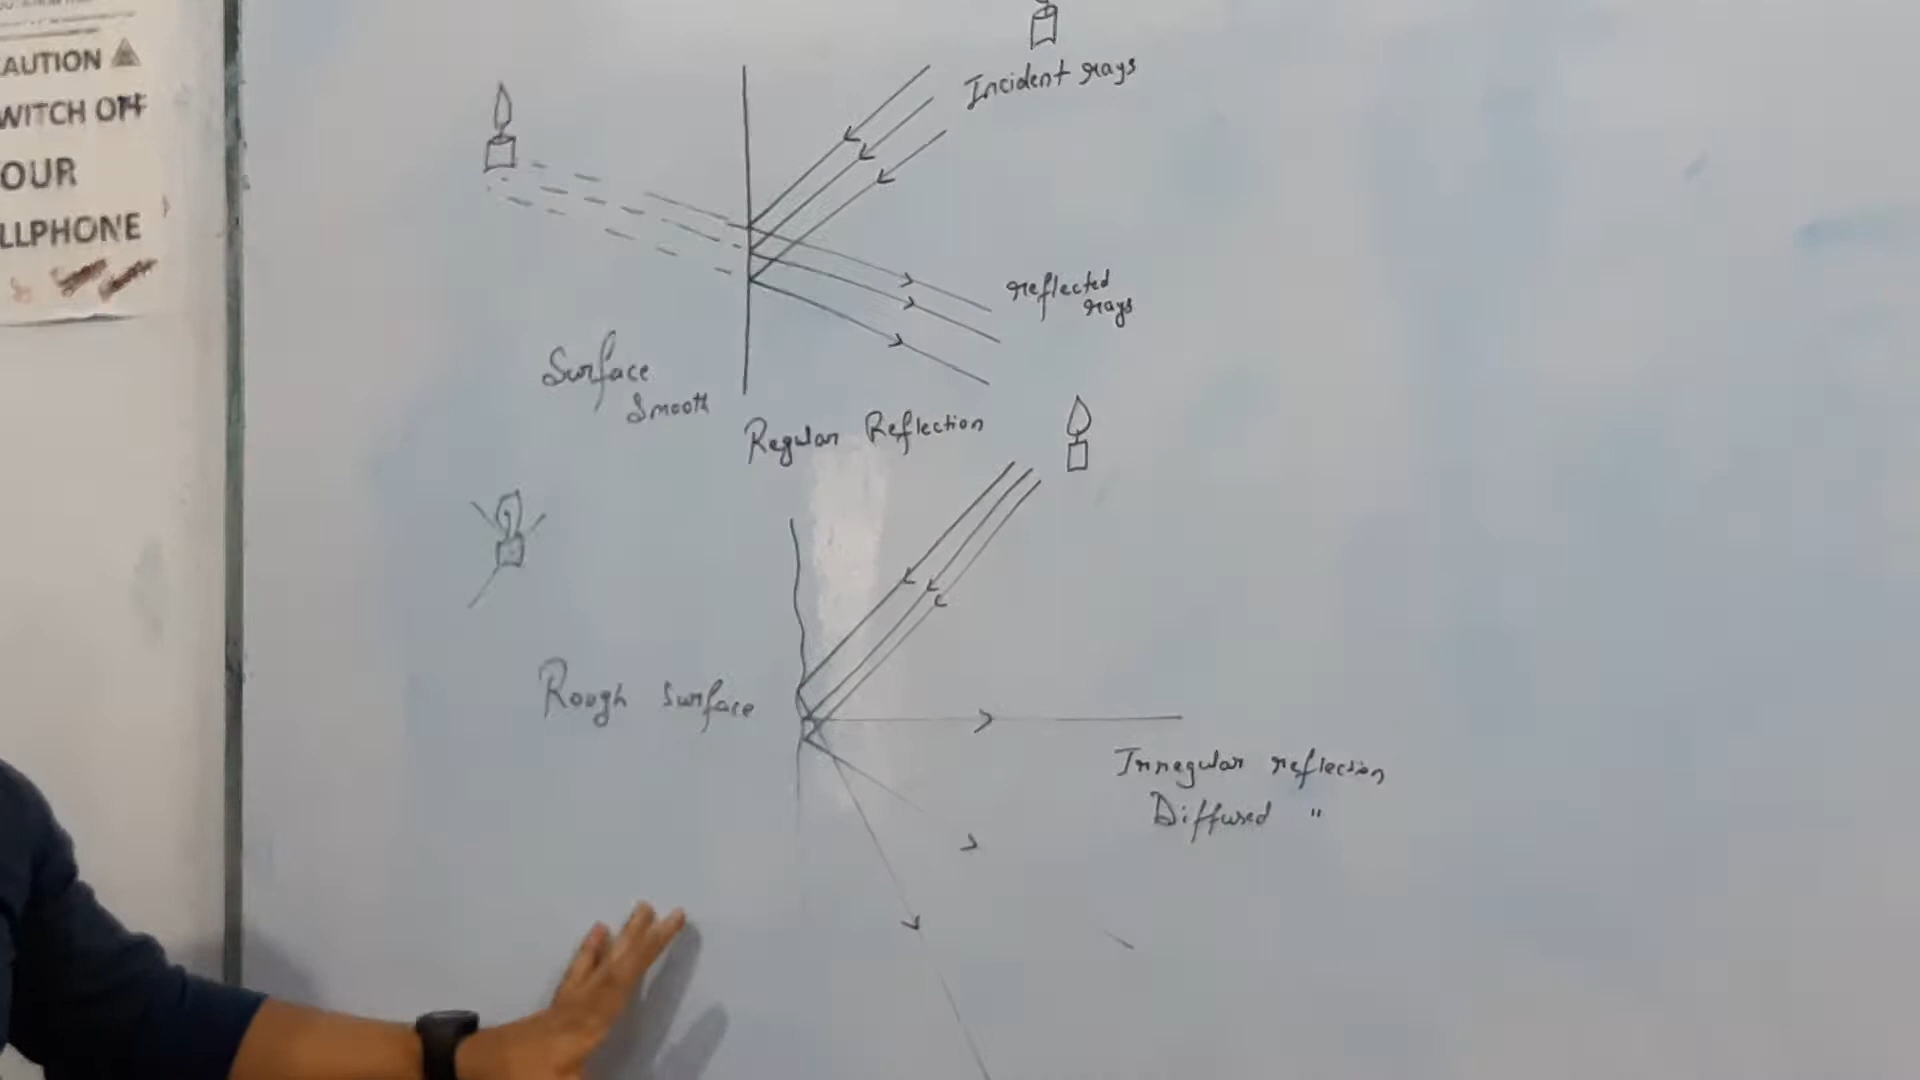 AUTION
WITCH OFF
OUR
LLPHONE
Incident rays
reflected
rays
Surface
Smooth
Regular Reflection
Rough surface
Irregular reflection
Diffused "